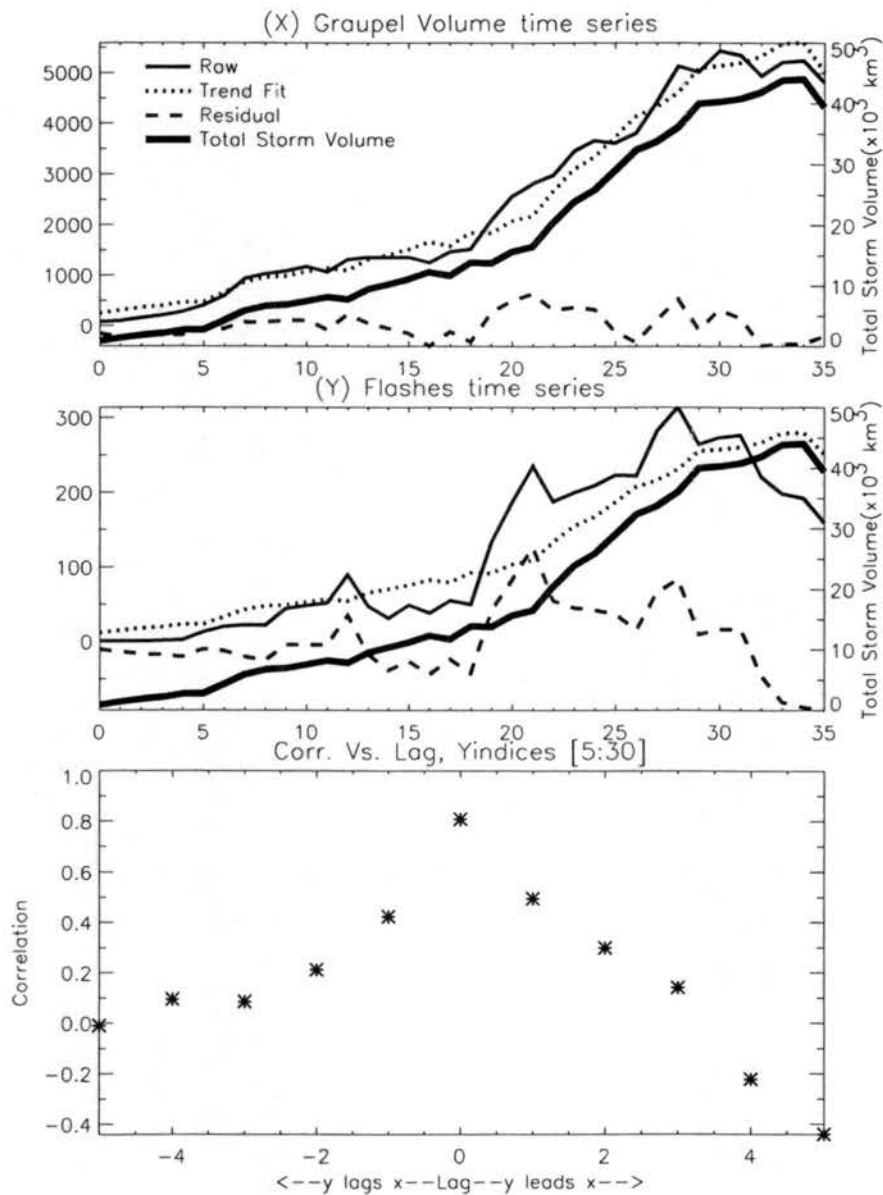 (X) Graupel Volume time series
Raw
Trend Fit
Residual
Total Storm Volume
5000
4000
3000
2000
1000
0
50
40
30
20
10
0
Total Storm Volume(x10³ km³)
0 5 10 15 20 25 30 35
(Y) Flashes time series
300
200
100
0
50
40
30
20
10
0
Total Storm Volume(x10³ km³)
0 5 10 15 20 25 30 35
Corr. Vs. Lag, Yindices [5:30]
1.0
0.8
0.6
0.4
0.2
0.0
-0.2
-0.4
Correlation
-4 -2 0 2 4
<--y lags x--Lag--y leads x-->